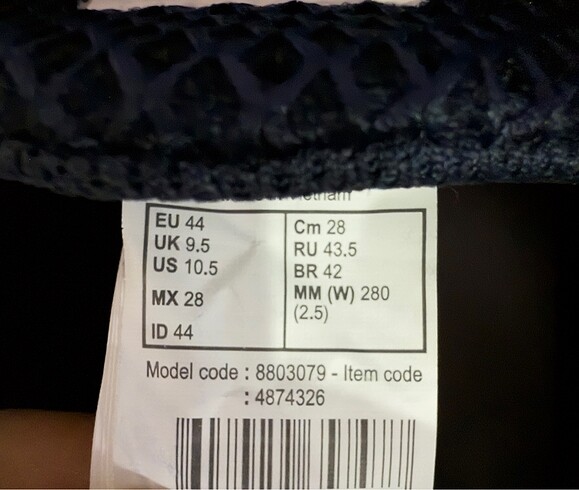 Vietnam
EU 44
UK 9.5
US 10.5
MX 28
ID 44
Cm 28
RU 43.5
BR 42
MM (W) 280
(2.5)
Model code : 8803079 - Item code
: 4874326